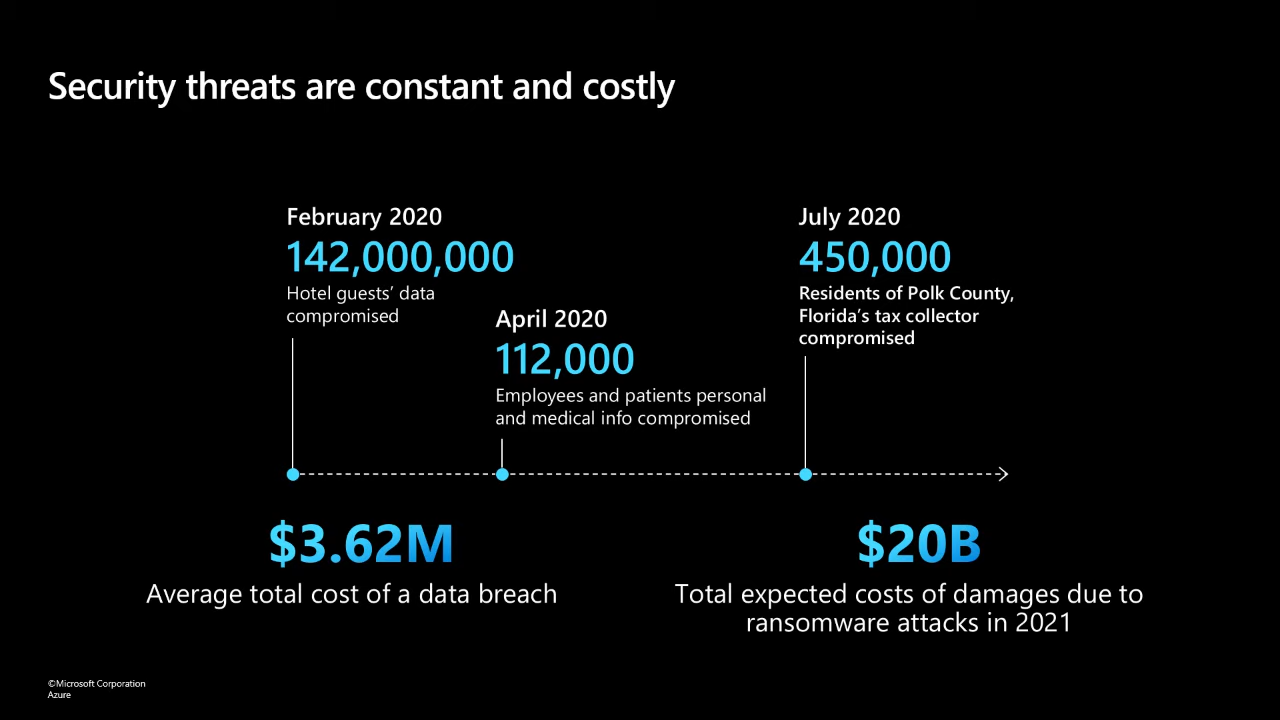 Security threats are constant and costly
February 2020
142,000,000
Hotel guests’ data
compromised
April 2020
112,000
Employees and patients personal
and medical info compromised
July 2020
450,000
Residents of Polk County,
Florida’s tax collector
compromised
$3.62M
Average total cost of a data breach
$20B
Total expected costs of damages due to
ransomware attacks in 2021
©Microsoft Corporation
Azure